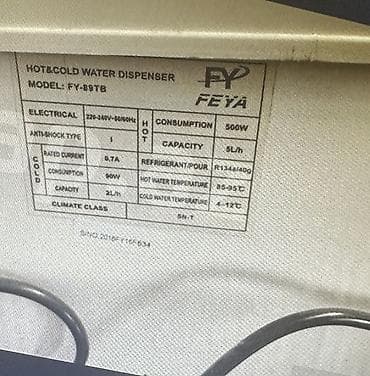 HOT&COLD WATER DISPENSER
MODEL: FY-89TB
FY
FEYA
ELECTRICAL 220-240V~50/60Hz
ANTI-SHOCK TYPE I
COLD
RATED CURRENT 0.7A
CONSUMPTION 90W
CAPACITY 2L/h
HOT
CONSUMPTION 500W
CAPACITY 5L/h
REFRIGERANT/POUR R134a/40g
HOT WATER TEMPERATURE 85-95℃
COLD WATER TEMPERATURE 4-12℃
CLIMATE CLASS SN-T
S/NO.2016FY16F634